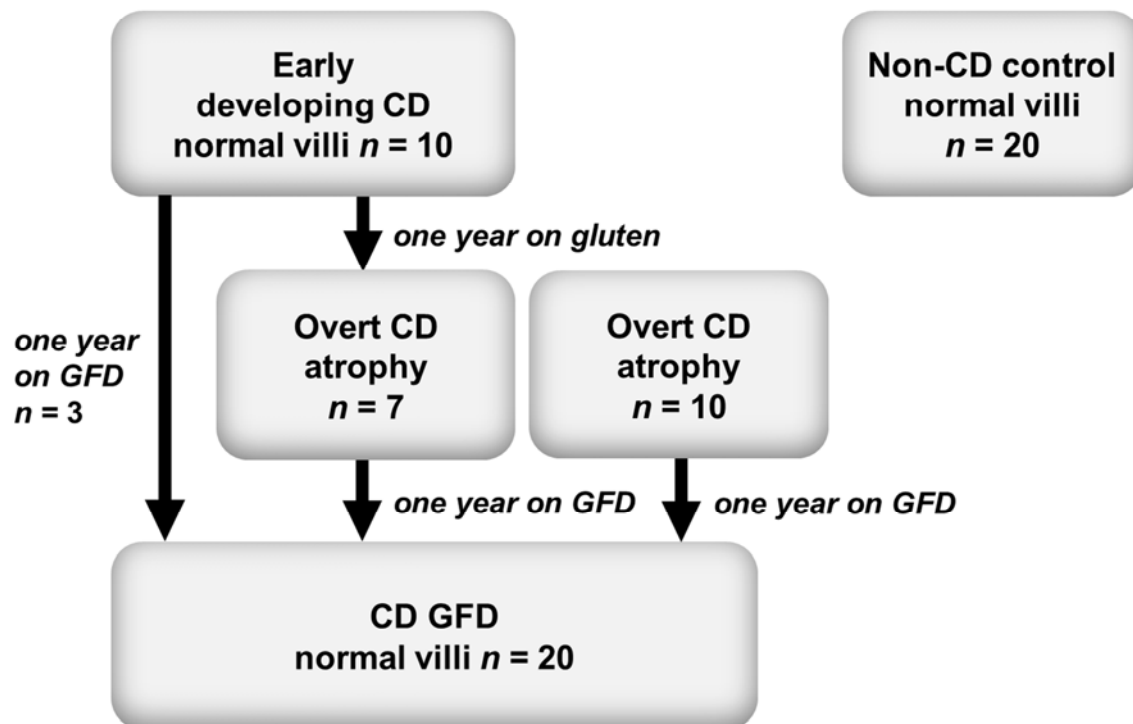 Early
developing CD
normal villi n = 10
Non-CD control
normal villi
n = 20
one year on gluten
one year
on GFD
n = 3
Overt CD
atrophy
n = 7
Overt CD
atrophy
n = 10
one year on GFD
one year on GFD
CD GFD
normal villi n = 20